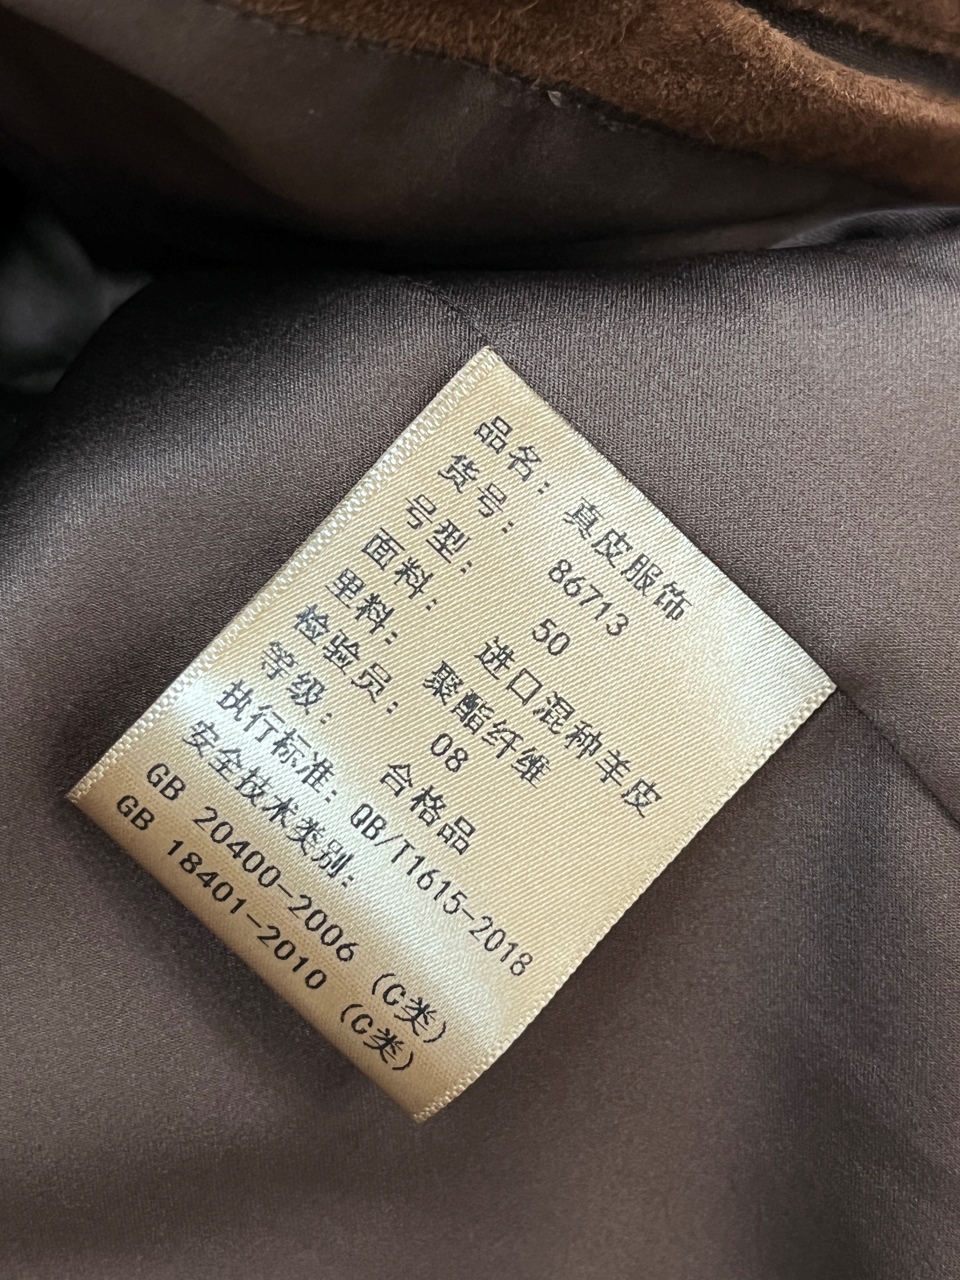 品名: 真皮服饰
货号: 86713
号型: 50
面料: 进口混种羊皮
里料: 聚酯纤维
检验员: 08
等级: 合格品
执行标准: QB/T1615-2018
安全技术类别:
GB 20400-2006 (C类)
GB 18401-2010 (C类)